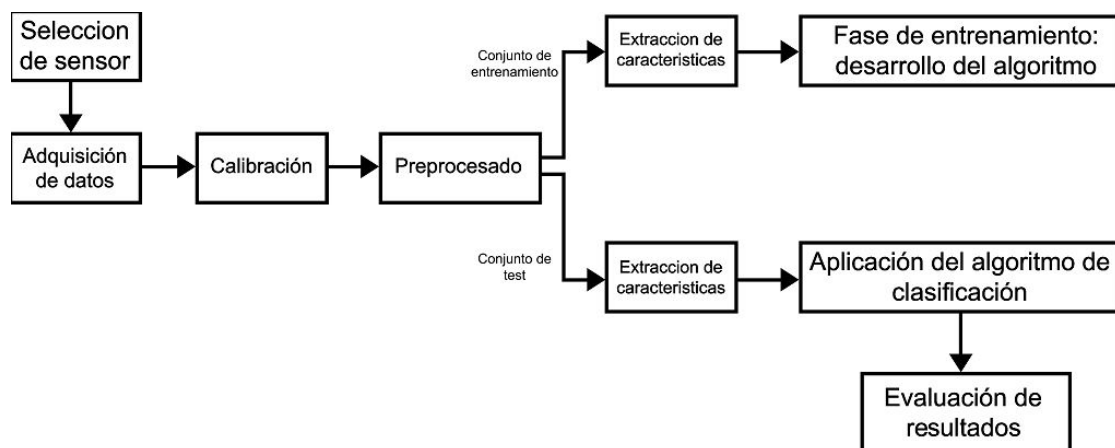 Seleccion
de sensor
Adquisición
de datos
Calibración
Preprocesado
Conjunto de
entrenamiento
Extraccion de
caracteristicas
Fase de entrenamiento:
desarrollo del algoritmo
Conjunto de
test
Extraccion de
caracteristicas
Aplicación del algoritmo de
clasificación
Evaluación de
resultados